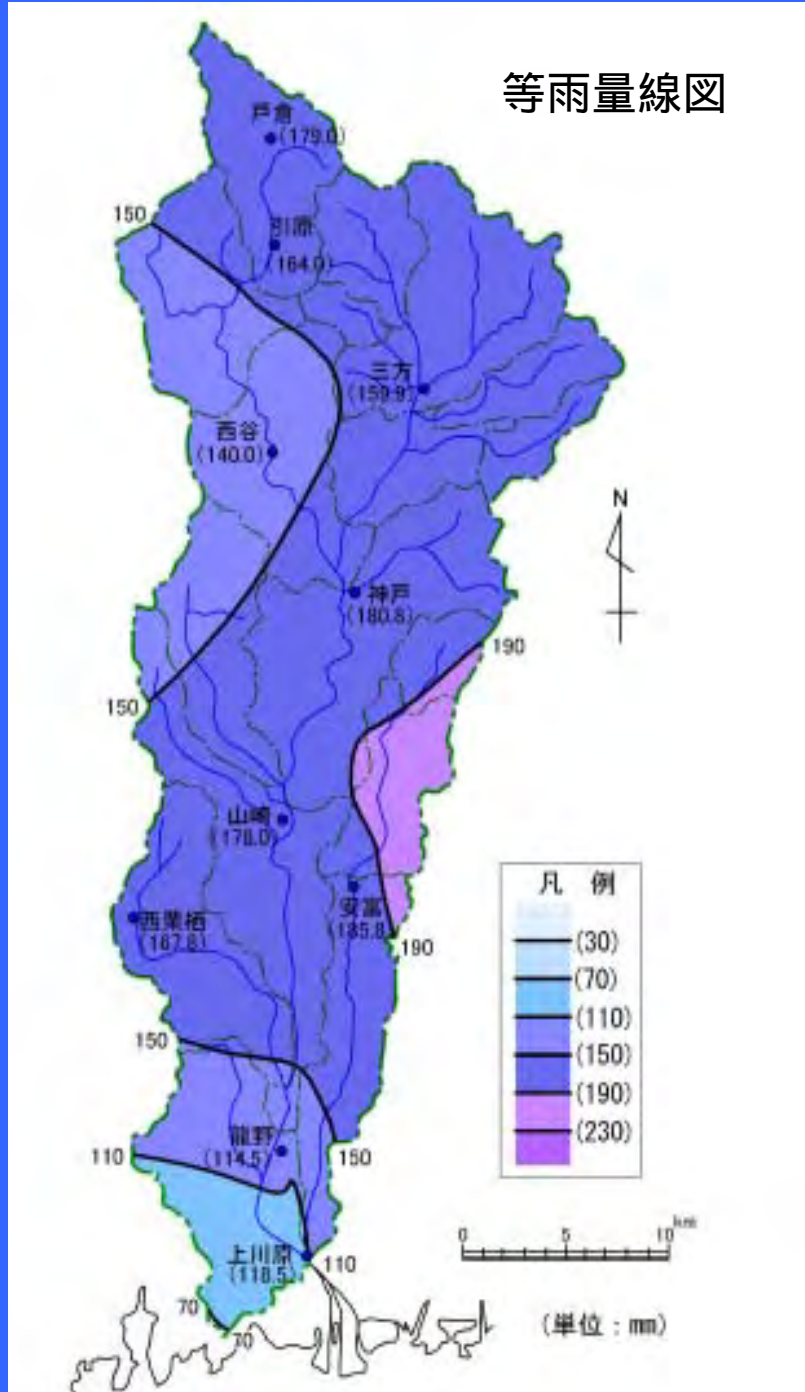 等雨量線図
戸倉
(179.0)
150
引原
(164.0)
三方
(159.9)
西谷
(140.0)
N
神戸
(180.8)
190
150
山崎
(178.0)
凡 例
安富
西栗栖
(167.8)
(30)
190
(70)
(110)
150
(150)
(190)
(230)
龍野
(114.5)
150
110
0 5 10 km
上川原
(118.5)
110
70
70
(単位：㎜)